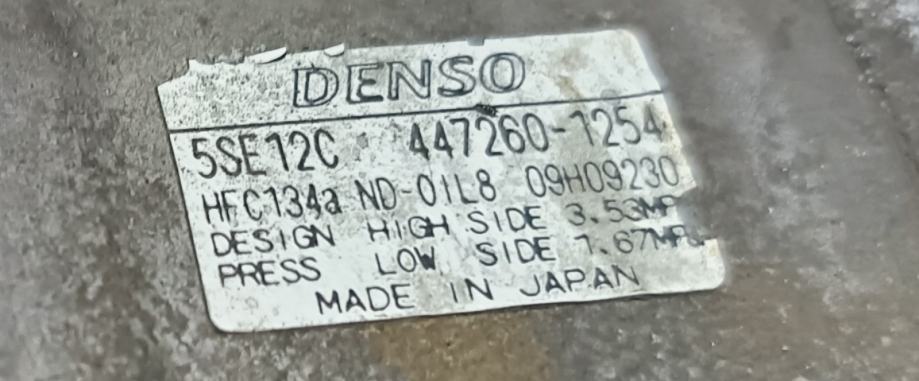 DENSO
5SE12C 447260-1254
HFC134a ND-OIL8 09H09230
DESIGN HIGH SIDE 3.53MP
PRESS LOW SIDE 1.67MPa
MADE IN JAPAN